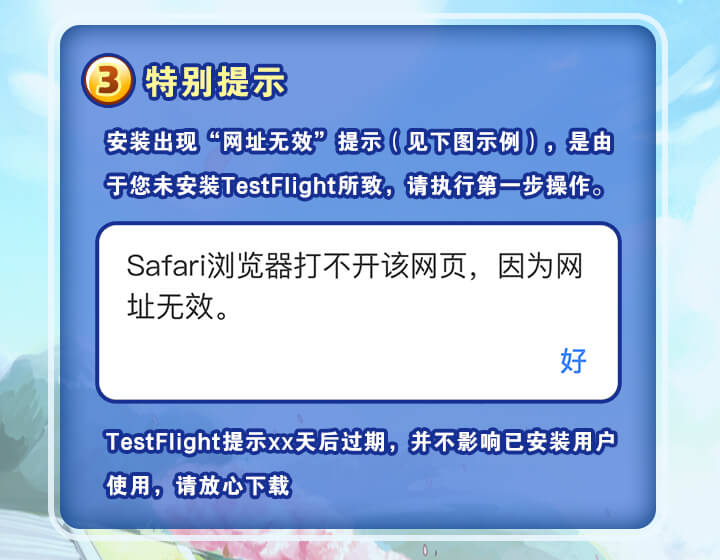 3 特别提示
安装出现“网址无效”提示（见下图示例），是由
于您未安装TestFlight所致，请执行第一步操作。
Safari浏览器打不开该网页，因为网
址无效。
好
TestFlight提示xx天后过期，并不影响已安装用户
使用，请放心下载